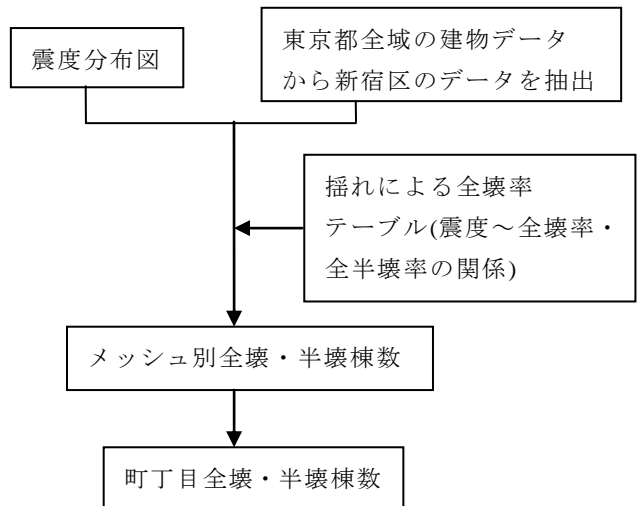 震度分布図
東京都全域の建物データ
から新宿区のデータを抽出
揺れによる全壊率
テーブル(震度～全壊率・
全半壊率の関係)
メッシュ別全壊・半壊棟数
町丁目全壊・半壊棟数